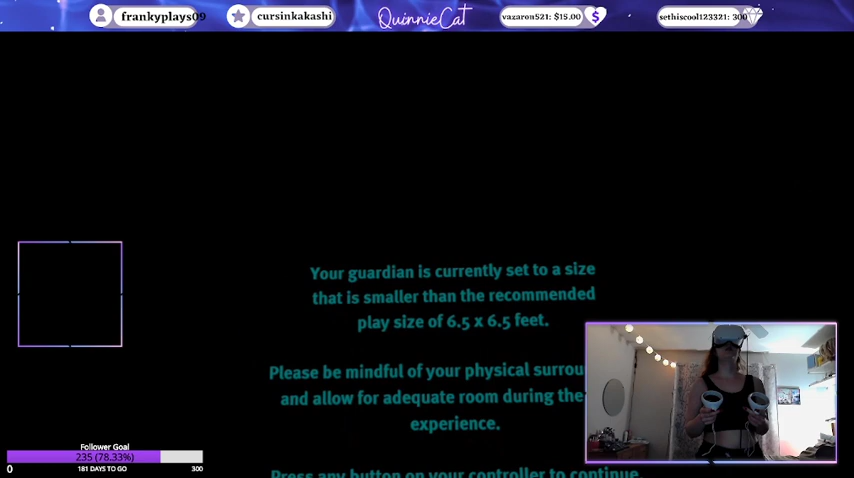 frankyplays09
cursinkakashi
QuinnieCat
vazaron521: $15.00
$
sethiscool123321: 300
Your guardian is currently set to a size
that is smaller than the recommended
play size of 6.5 x 6.5 feet.
Please be mindful of your physical surrou
and allow for adequate room during the
experience.
Press any button on your controller to continue.
Follower Goal
235 (78.33%)
0
181 DAYS TO GO
300